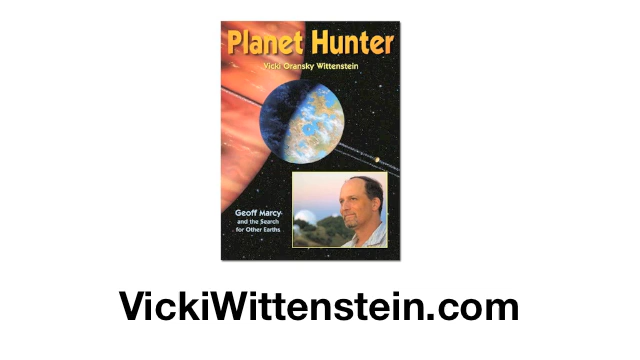 Planet Hunter
Vicki Oransky Wittenstein
Geoff Marcy
and the Search
for Other Earths
VickiWittenstein.com